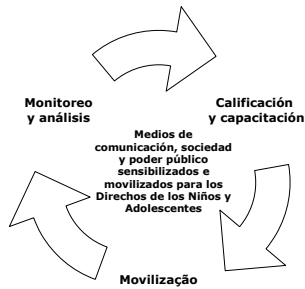 Monitoreo
y análisis
Calificación
y capacitación
Medios de
comunicación, sociedad
y poder público
sensibilizados e
movilizados para los
Direchos de los Niños y
Adolescentes
Movilização